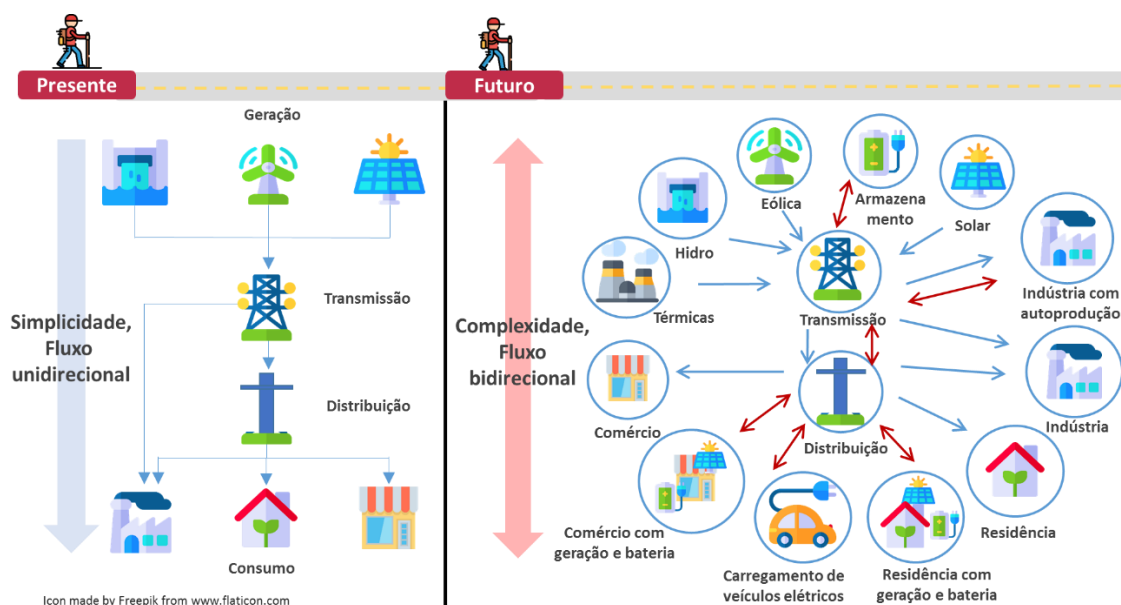 Presente
Futuro
Geração
Transmissão
Simplicidade,
Fluxo
unidirecional
Distribuição
Consumo
Icon made by Freepik from www.flaticon.com
Complexidade,
Fluxo
bidirecional
Eólica
Armazena
mento
Solar
Hidro
Térmicas
Transmissão
Indústria com
autoprodução
Comércio
Distribuição
Indústria
Comércio com
geração e bateria
Carregamento de
veículos elétricos
Residência com
geração e bateria
Residência